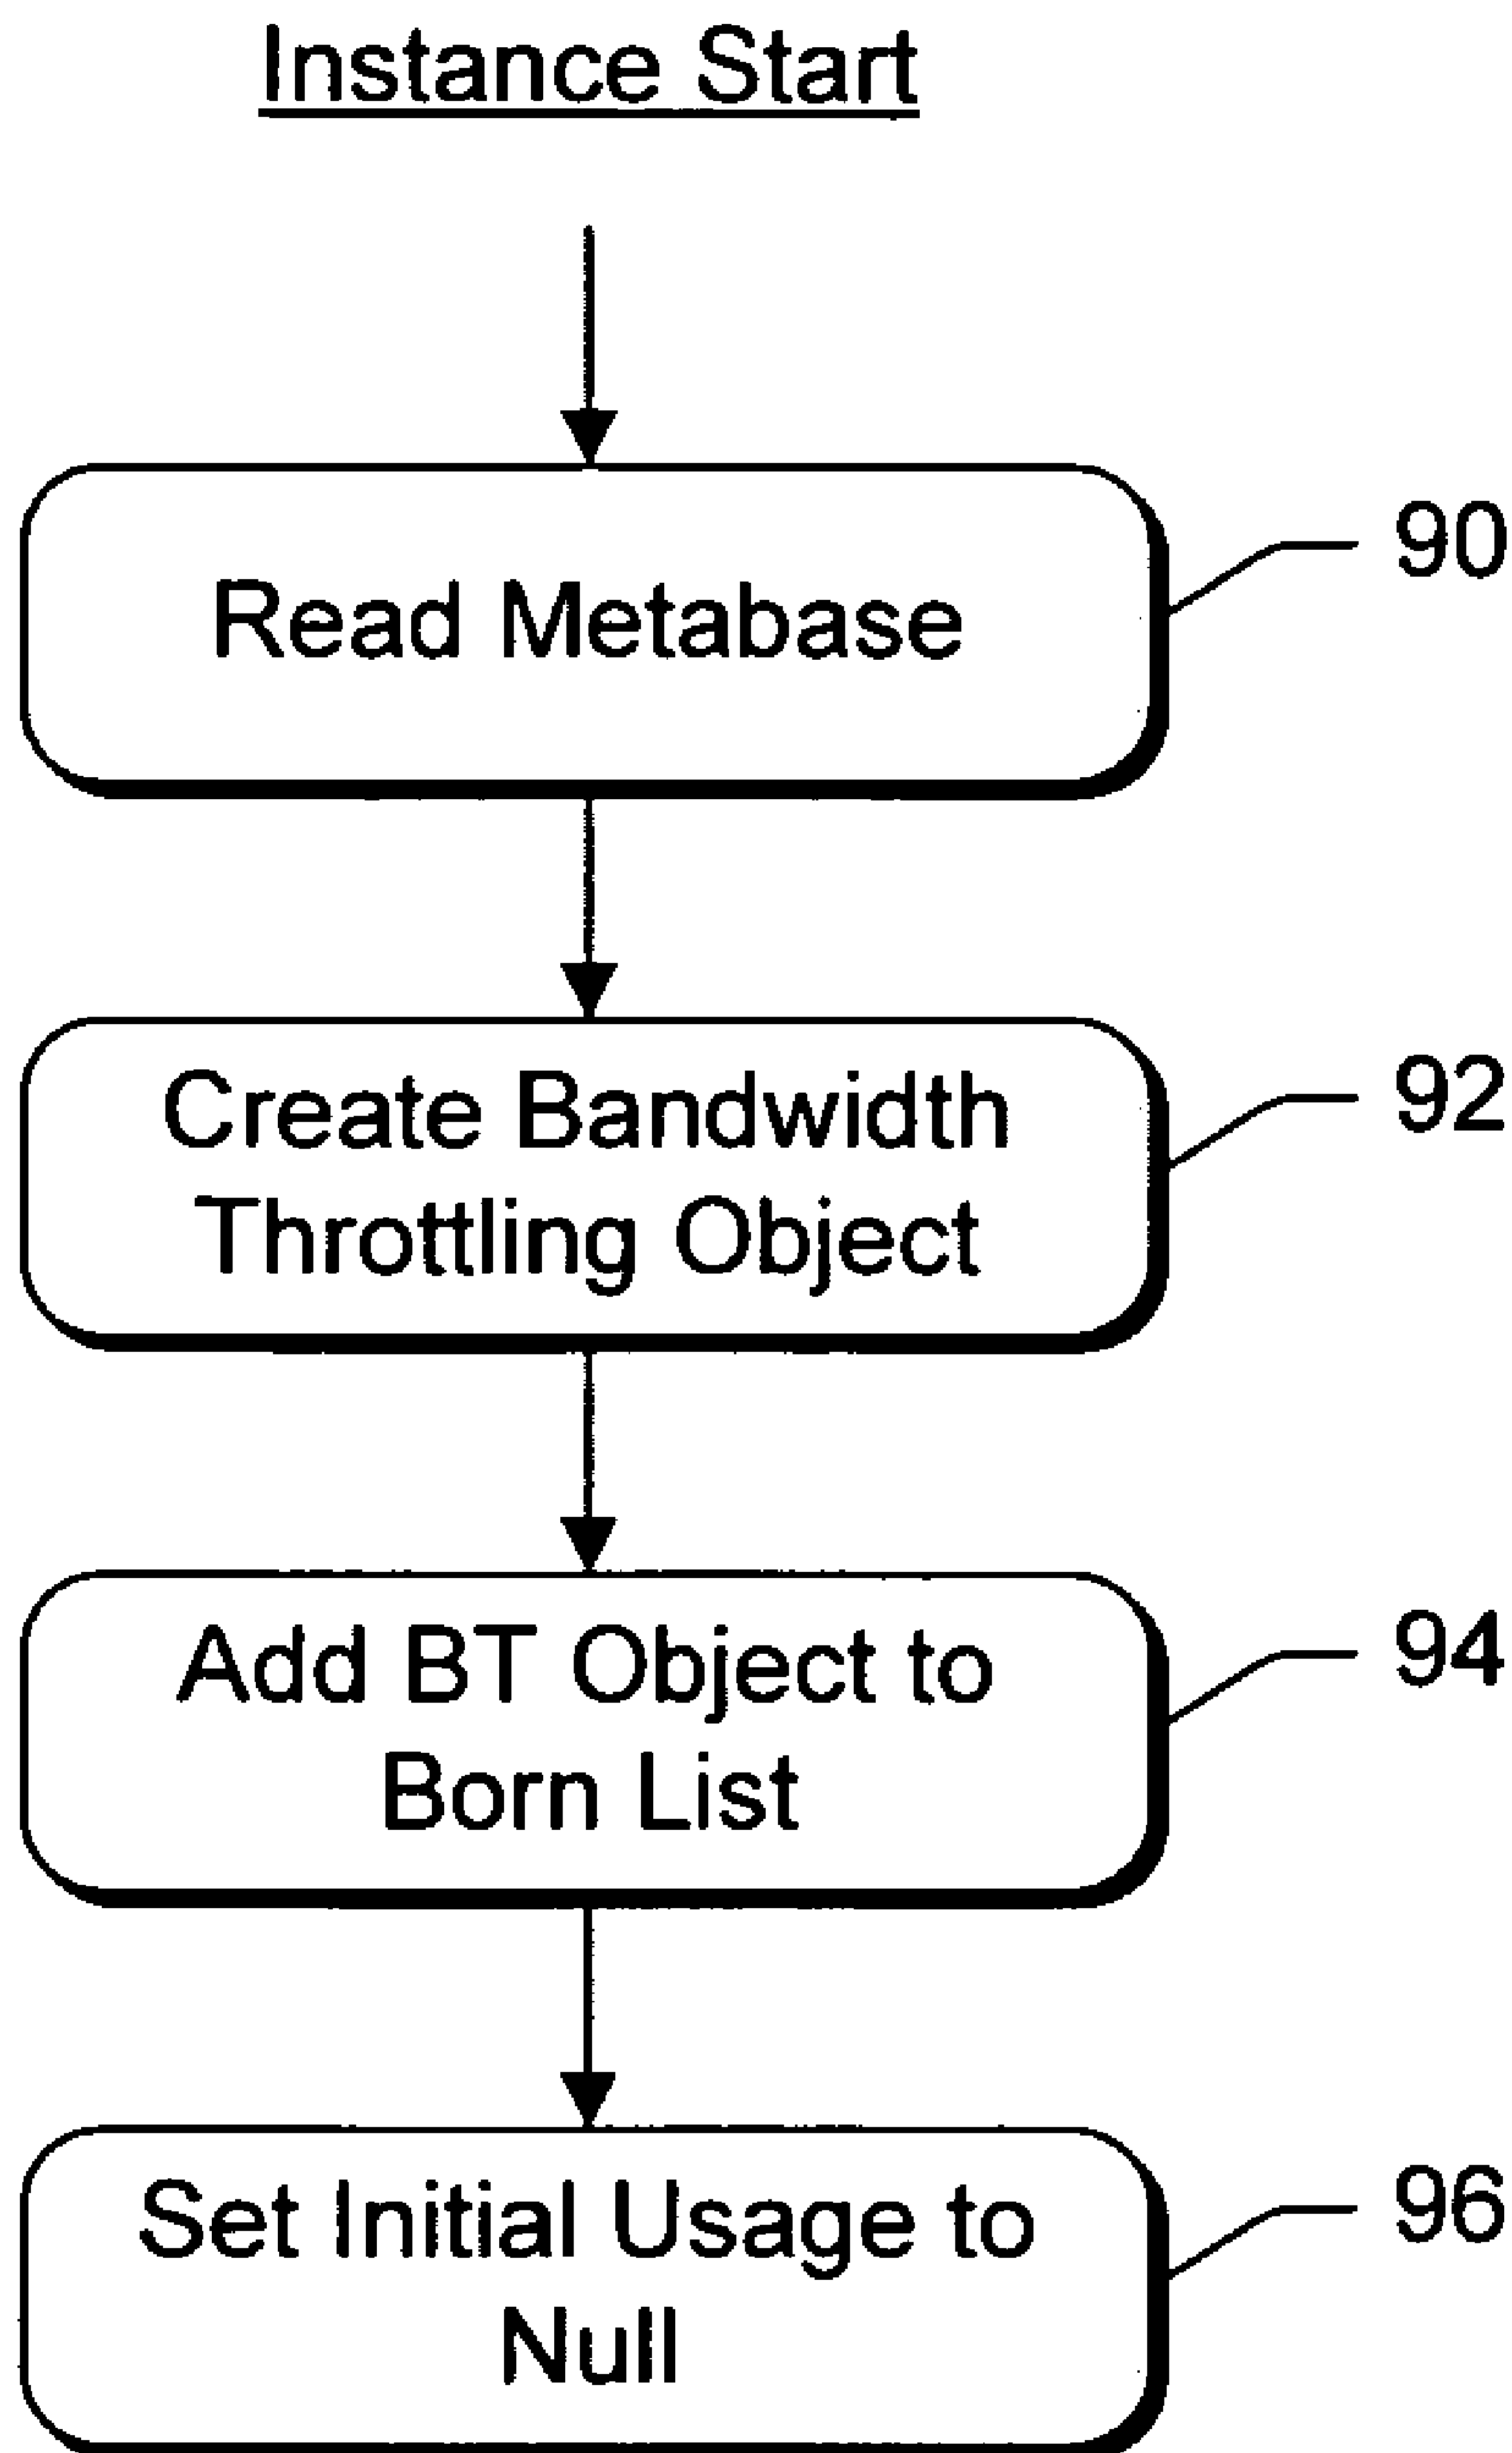 Instance Start
Read Metabase
90
Create Bandwidth
Throttling Object
92
Add BT Object to
Born List
94
Set Initial Usage to
Null
96